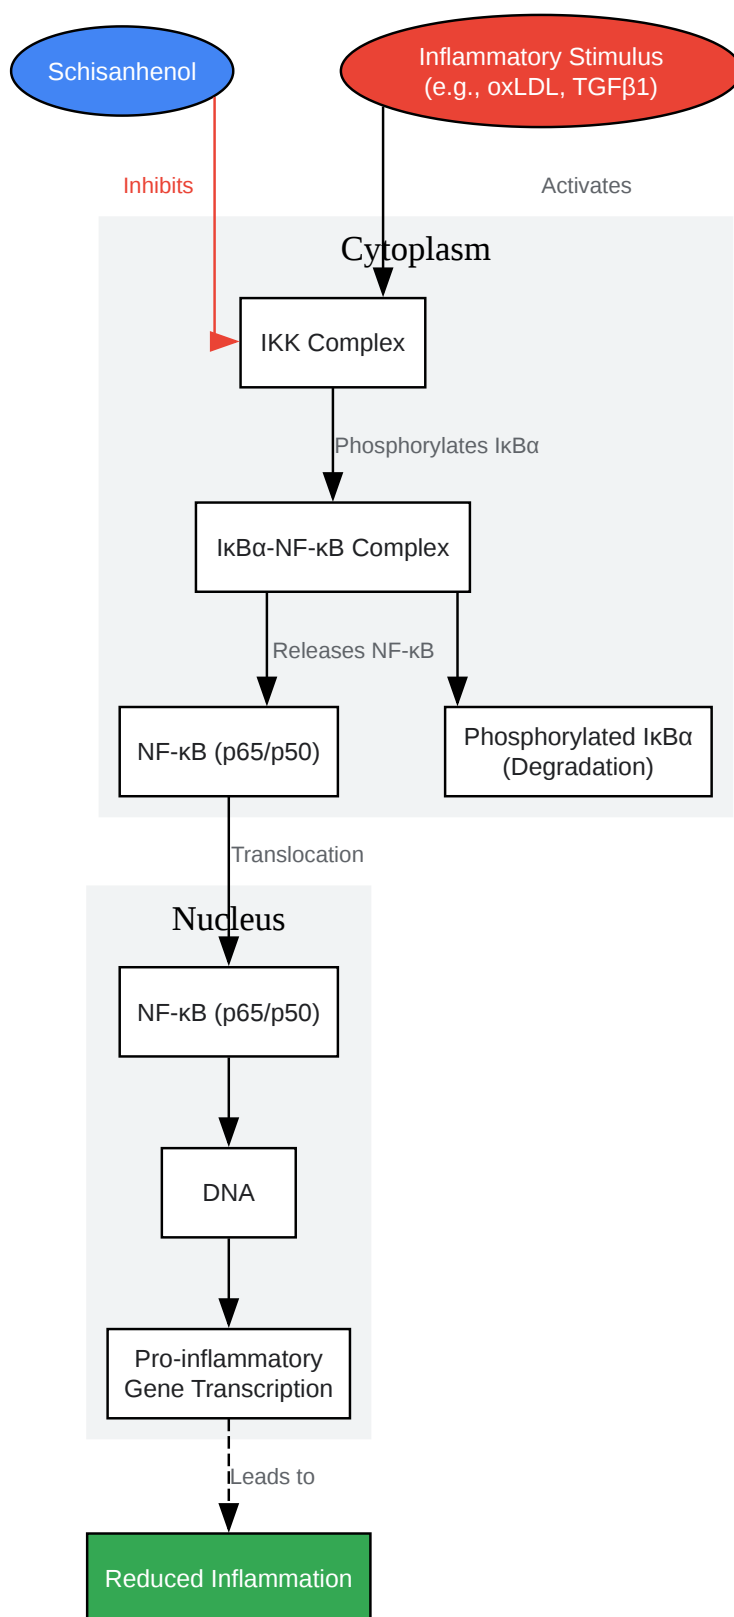 Schisanhenol
Inflammatory Stimulus
(e.g., oxLDL, TGFβ1)
Inhibits
Activates
Cytoplasm
IKK Complex
Phosphorylates IκBα
IκBα-NF-κB Complex
Releases NF-κB
NF-κB (p65/p50)
Phosphorylated IκBα
(Degradation)
Translocation
Nucleus
NF-κB (p65/p50)
DNA
Pro-inflammatory
Gene Transcription
Leads to
Reduced Inflammation